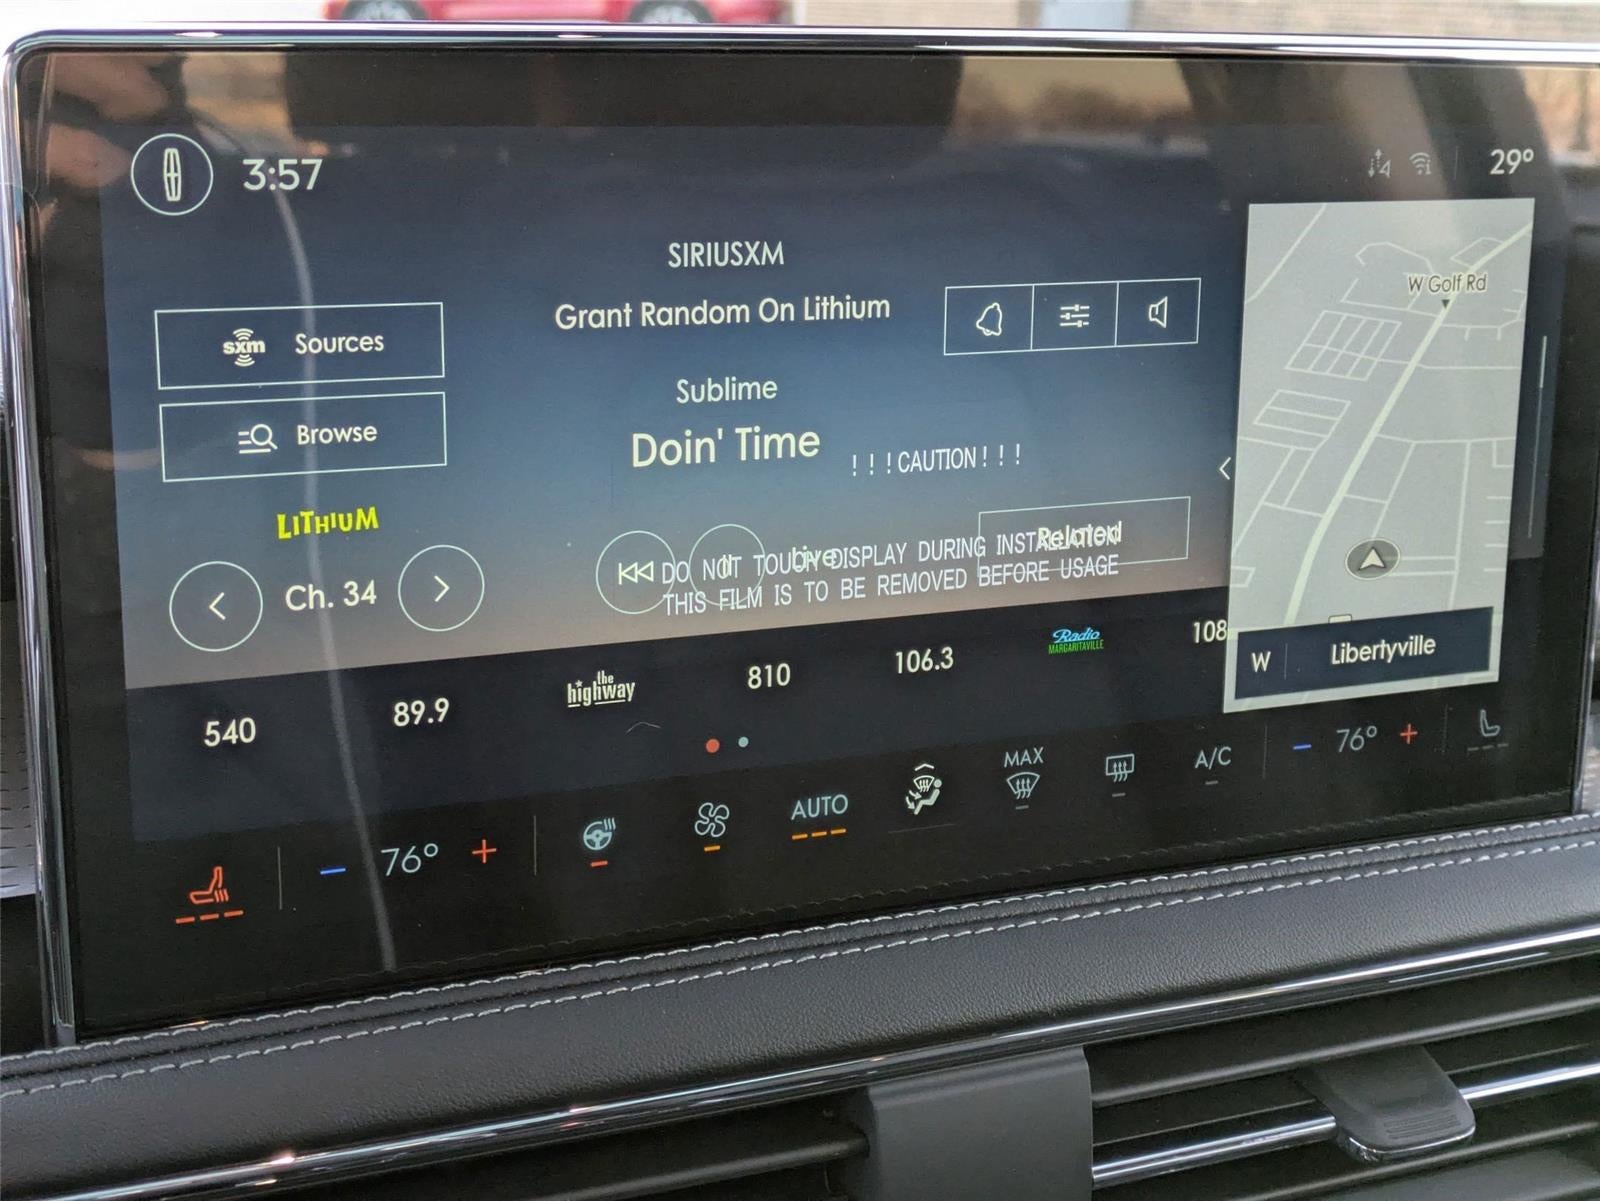 3:57
29°
SIRIUSXM
Grant Random On Lithium
sxm Sources
W Golf Rd
Sublime
Browse
Doin' Time
! ! ! CAUTION ! ! !
LiTHiUM
Related
Live
DO NOT TOUCH DISPLAY DURING INSTALLATION
THIS FILM IS TO BE REMOVED BEFORE USAGE
Ch. 34
W Libertyville
540
89.9
the highway
810
106.3
Radio
MARGARITAVILLE
108
76°
AUTO
MAX
A/C
76°